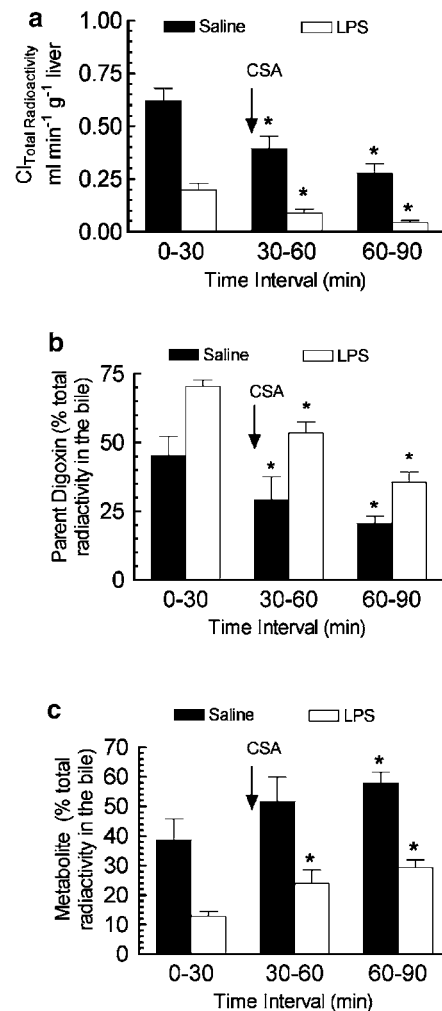 a
Saline LPS
Cl_Total Radioactivity
ml min⁻¹ g⁻¹ liver
1.00
0.75
0.50
0.25
0.00
CSA
* * * *
0-30 30-60 60-90
Time Interval (min)
b
Saline LPS
Parent Digoxin (% total
radiactivity in the bile)
75
50
25
0
CSA
* * * *
0-30 30-60 60-90
Time Interval (min)
c
Saline LPS
Metabolite (% total
radiactivity in the bile)
70
60
50
40
30
20
10
0
CSA
* * *
0-30 30-60 60-90
Time Interval (min)